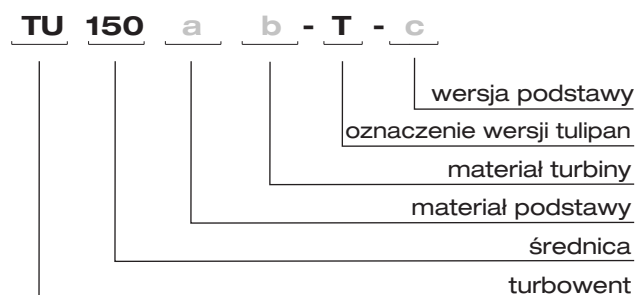 TU 150 a b - T - c
wersja podstawy
oznaczenie wersji tulipan
materiał turbiny
materiał podstawy
średnica
turbowent